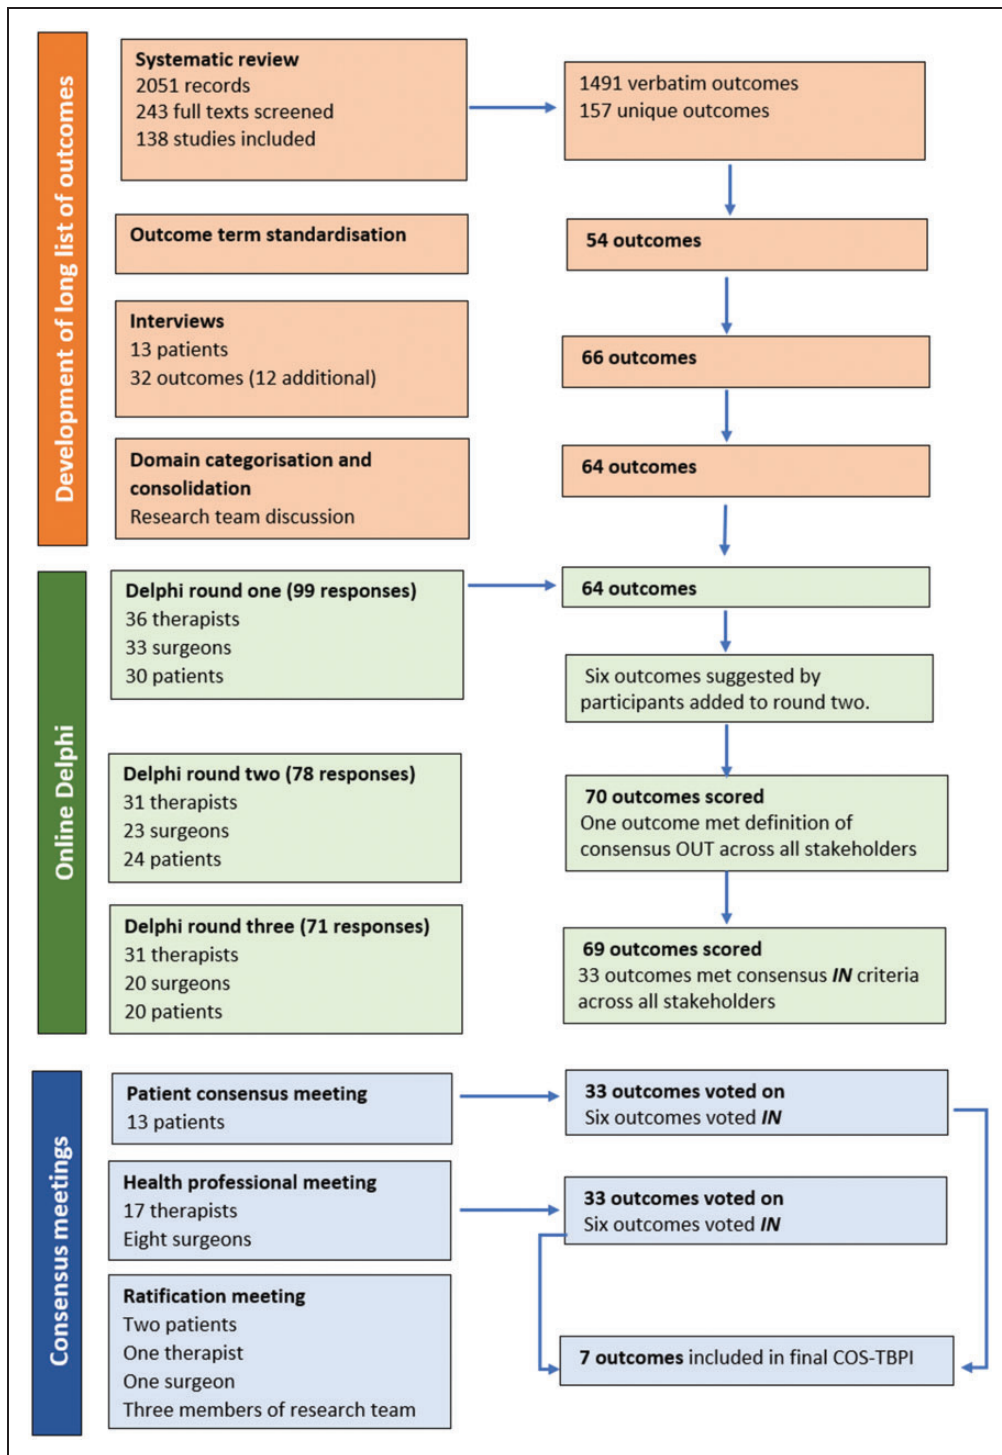 Development of long list of outcomes
Systematic review
2051 records
243 full texts screened
138 studies included
1491 verbatim outcomes
157 unique outcomes
Outcome term standardisation
54 outcomes
Interviews
13 patients
32 outcomes (12 additional)
66 outcomes
Domain categorisation and
consolidation
Research team discussion
64 outcomes
Online Delphi
Delphi round one (99 responses)
36 therapists
33 surgeons
30 patients
64 outcomes
Six outcomes suggested by
participants added to round two.
Delphi round two (78 responses)
31 therapists
23 surgeons
24 patients
70 outcomes scored
One outcome met definition of
consensus OUT across all stakeholders
Delphi round three (71 responses)
31 therapists
20 surgeons
20 patients
69 outcomes scored
33 outcomes met consensus IN criteria
across all stakeholders
Consensus meetings
Patient consensus meeting
13 patients
33 outcomes voted on
Six outcomes voted IN
Health professional meeting
17 therapists
Eight surgeons
33 outcomes voted on
Six outcomes voted IN
Ratification meeting
Two patients
One therapist
One surgeon
Three members of research team
7 outcomes included in final COS-TBPI